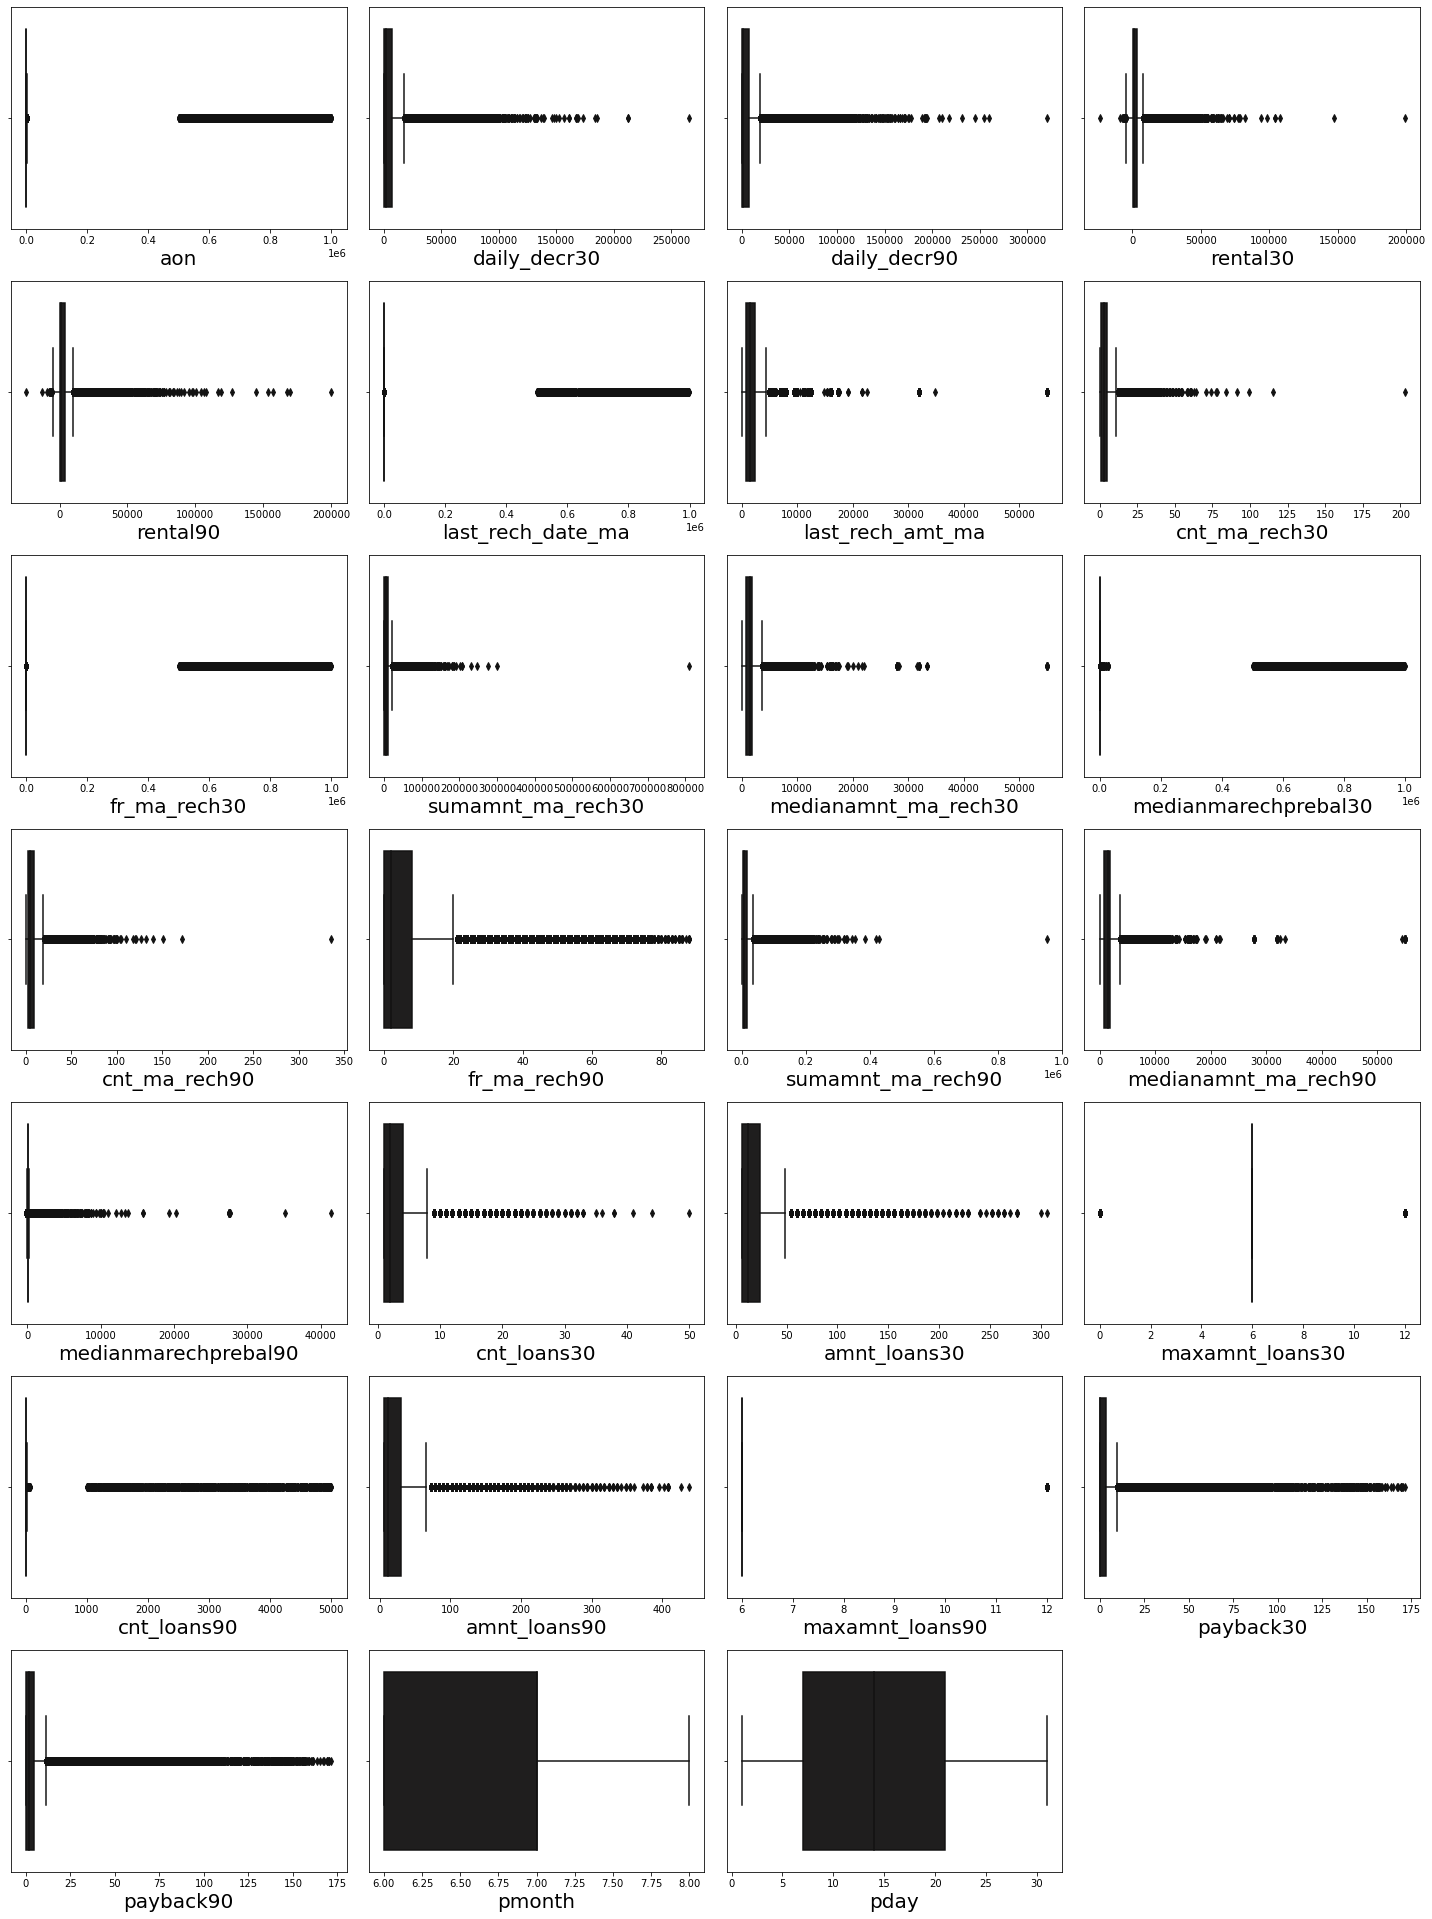 0.0 0.2 0.4 0.6 0.8 1.0
1e6
aon
0 50000 100000 150000 200000 250000
daily_decr30
0 50000 100000 150000 200000 250000 300000
daily_decr90
0 50000 100000 150000 200000
rental30
0 50000 100000 150000 200000
rental90
0.0 0.2 0.4 0.6 0.8 1.0
1e6
last_rech_date_ma
0 10000 20000 30000 40000 50000
last_rech_amt_ma
0 25 50 75 100 125 150 175 200
cnt_ma_rech30
0.0 0.2 0.4 0.6 0.8 1.0
1e6
fr_ma_rech30
0 100000 200000 300000 400000 500000 600000 700000 800000
sumamnt_ma_rech30
0 10000 20000 30000 40000 50000
medianamnt_ma_rech30
0.0 0.2 0.4 0.6 0.8 1.0
1e6
medianmarechprebal30
0 50 100 150 200 250 300 350
cnt_ma_rech90
0 20 40 60 80
fr_ma_rech90
0.0 0.2 0.4 0.6 0.8 1.0
1e6
sumamnt_ma_rech90
0 10000 20000 30000 40000 50000
medianamnt_ma_rech90
0 10000 20000 30000 40000
medianmarechprebal90
0 10 20 30 40 50
cnt_loans30
0 50 100 150 200 250 300
amnt_loans30
0 2 4 6 8 10 12
maxamnt_loans30
0 1000 2000 3000 4000 5000
cnt_loans90
0 100 200 300 400
amnt_loans90
6 7 8 9 10 11 12
maxamnt_loans90
0 25 50 75 100 125 150 175
payback30
0 25 50 75 100 125 150 175
payback90
6.00 6.25 6.50 6.75 7.00 7.25 7.50 7.75 8.00
pmonth
0 5 10 15 20 25 30
pday